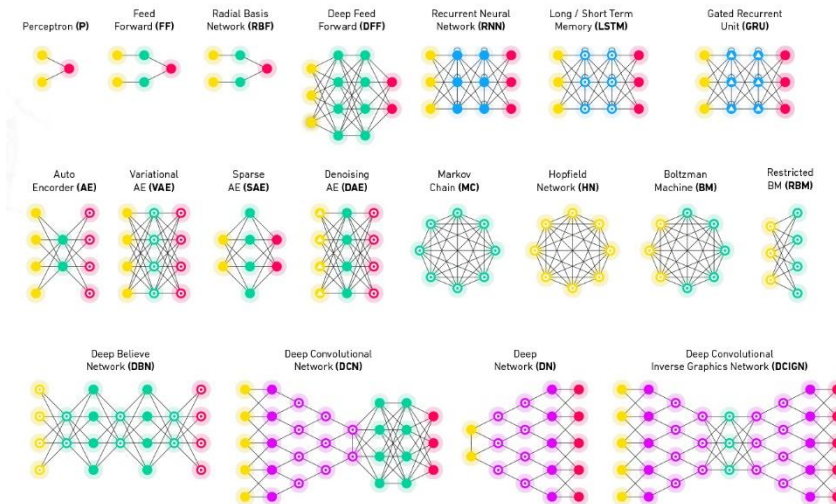 Perceptron (P)
Feed
Forward (FF)
Radial Basis
Network (RBF)
Deep Feed
Forward (DFF)
Recurrent Neural
Network (RNN)
Long / Short Term
Memory (LSTM)
Gated Recurrent
Unit (GRU)
Auto
Encorder (AE)
Variational
AE (VAE)
Sparse
AE (SAE)
Denoising
AE (DAE)
Markov
Chain (MC)
Hopfield
Network (HN)
Boltzman
Machine (BM)
Restricted
BM (RBM)
Deep Believe
Network (DBN)
Deep Convolutional
Network (DCN)
Deep
Network (DN)
Deep Convolutional
Inverse Graphics Network (DCIGN)